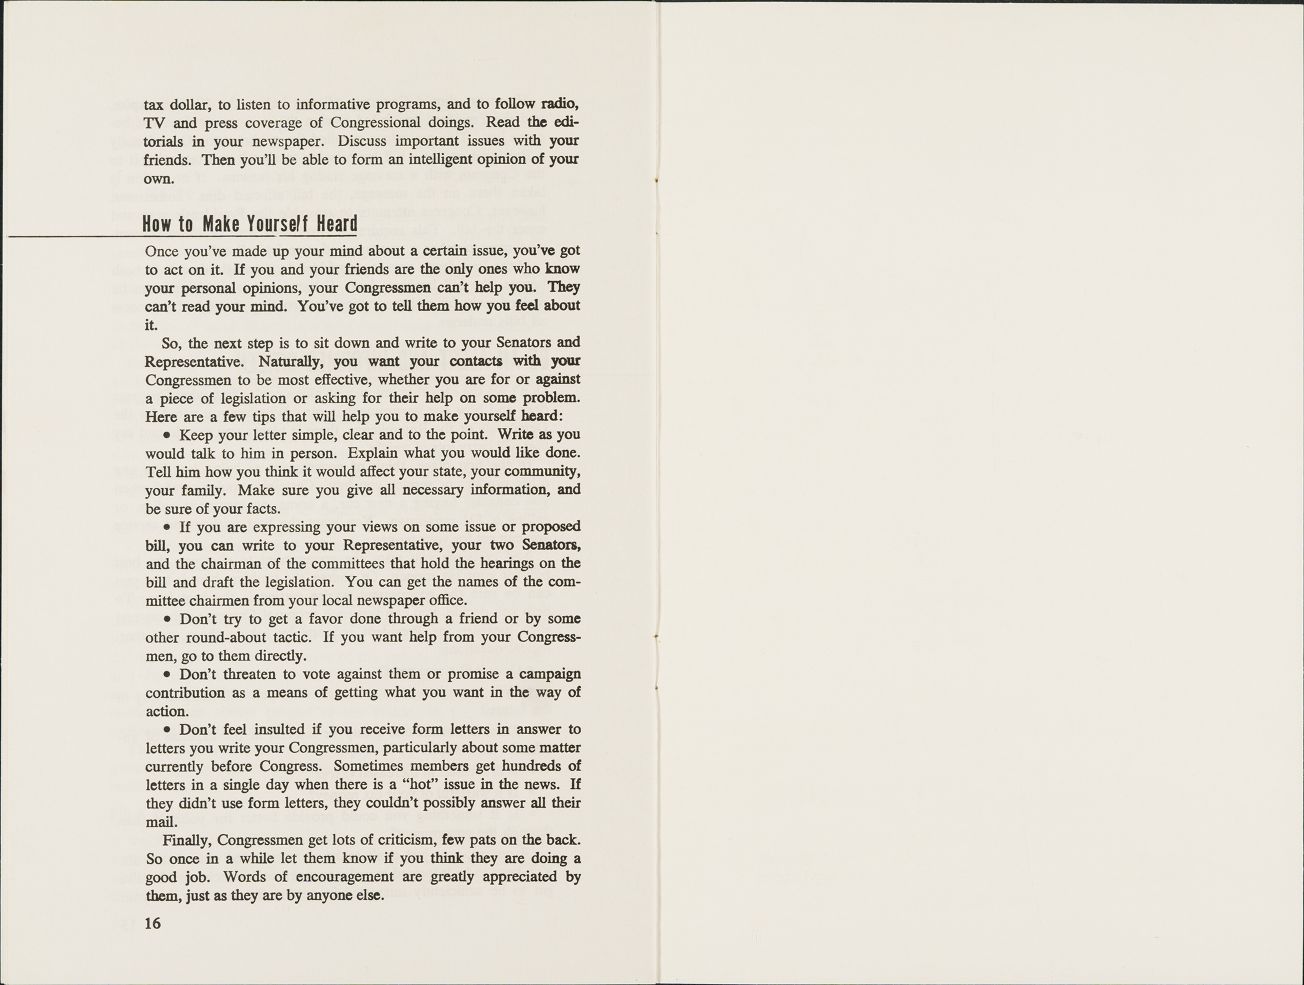 tax dollar, to listen to informative programs, and to follow radio,
TV and press coverage of Congressional doings. Read the edi-
torials in your newspaper. Discuss important issues with your
friends. Then you'll be able to form an intelligent opinion of your
own.
How to Make Yourself Heard
Once you've made up your mind about a certain issue, you've got
to act on it. If you and your friends are the only ones who know
your personal opinions, your Congressmen can't help you. They
can't read your mind. You've got to tell them how you feel about
it.
So, the next step is to sit down and write to your Senators and
Representative. Naturally, you want your contacts with your
Congressmen to be most effective, whether you are for or against
a piece of legislation or asking for their help on some problem.
Here are a few tips that will help you to make yourself heard:
• Keep your letter simple, clear and to the point. Write as you
would talk to him in person. Explain what you would like done.
Tell him how you think it would affect your state, your community,
your family. Make sure you give all necessary information, and
be sure of your facts.
• If you are expressing your views on some issue or proposed
bill, you can write to your Representative, your two Senators,
and the chairman of the committees that hold the hearings on the
bill and draft the legislation. You can get the names of the com-
mittee chairmen from your local newspaper office.
• Don't try to get a favor done through a friend or by some
other round-about tactic. If you want help from your Congress-
men, go to them directly.
• Don't threaten to vote against them or promise a campaign
contribution as a means of getting what you want in the way of
action.
• Don't feel insulted if you receive form letters in answer to
letters you write your Congressmen, particularly about some matter
currently before Congress. Sometimes members get hundreds of
letters in a single day when there is a “hot” issue in the news. If
they didn't use form letters, they couldn't possibly answer all their
mail.
Finally, Congressmen get lots of criticism, few pats on the back.
So once in a while let them know if you think they are doing a
good job. Words of encouragement are greatly appreciated by
them, just as they are by anyone else.
16